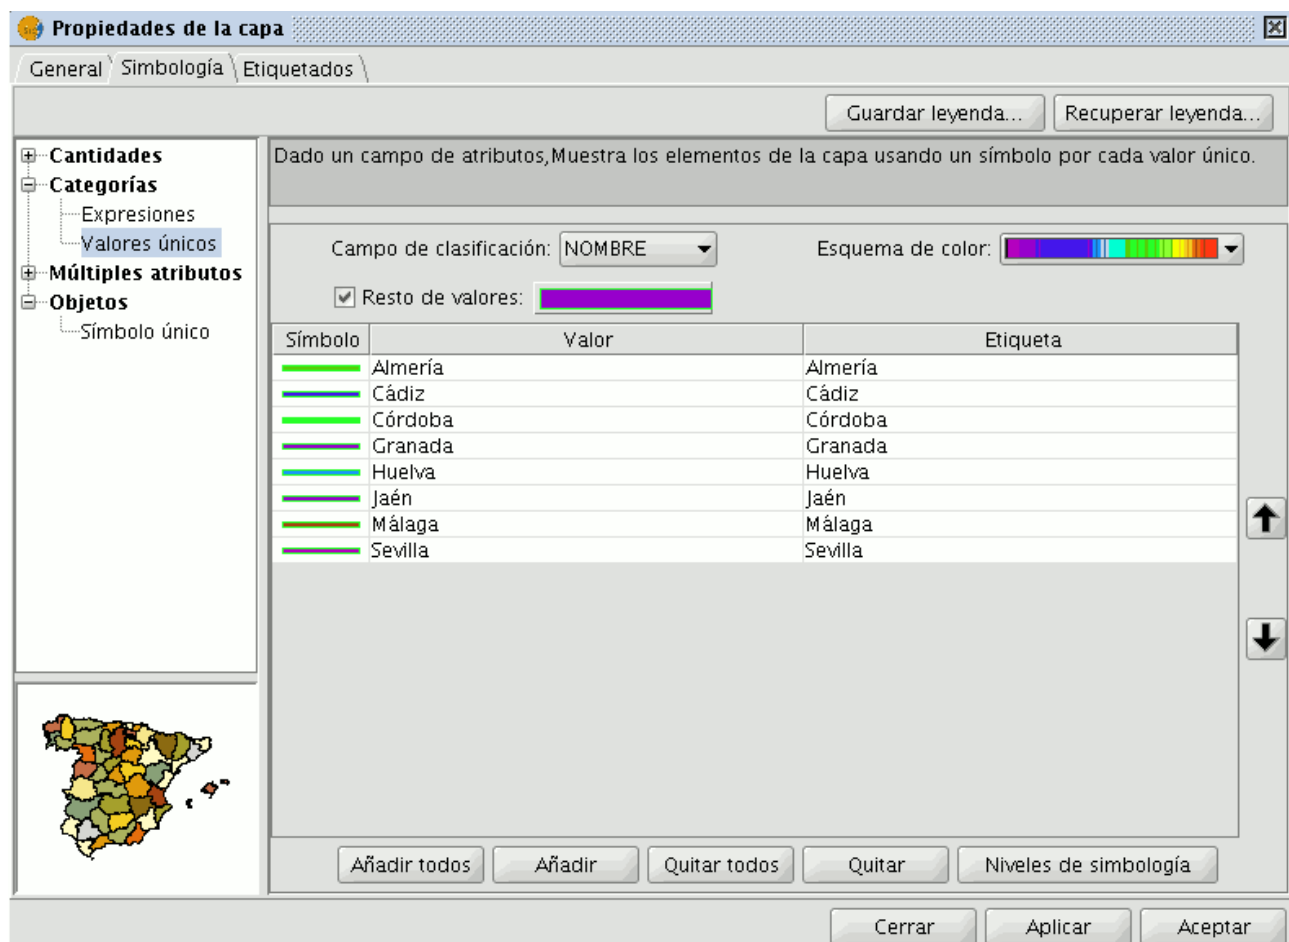 Propiedades de la capa
General Simbología Etiquetados
Guardar leyenda... Recuperar leyenda...
Cantidades
Categorías
Expresiones
Valores únicos
Múltiples atributos
Objetos
Símbolo único
Dado un campo de atributos,Muestra los elementos de la capa usando un símbolo por cada valor único.
Campo de clasificación: NOMBRE Esquema de color:
Resto de valores:
Símbolo Valor Etiqueta
Almería Almería
Cádiz Cádiz
Córdoba Córdoba
Granada Granada
Huelva Huelva
Jaén Jaén
Málaga Málaga
Sevilla Sevilla
Añadir todos Añadir Quitar todos Quitar Niveles de simbología
Cerrar Aplicar Aceptar